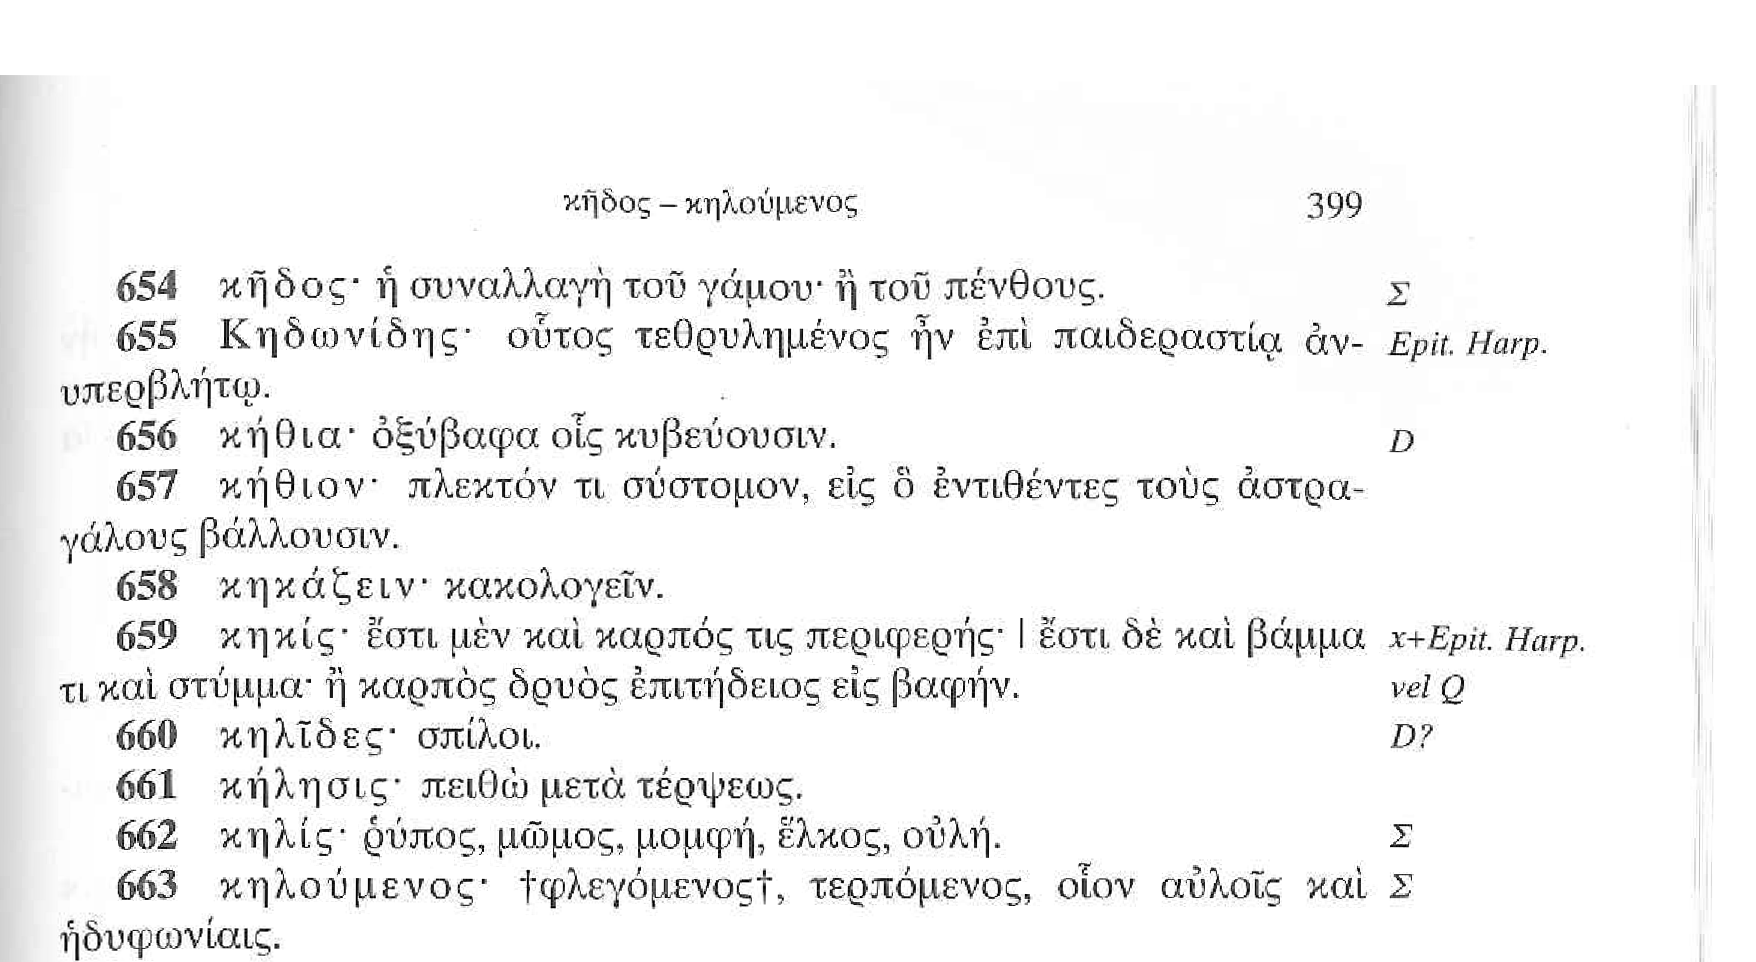 κῆδος – κηλούμενος 399
654 κῆδος· ἡ συναλλαγὴ τοῦ γάμου· ἢ τοῦ πένθους. Σ
655 Κηδωνίδης· οὗτος τεθρυλημένος ἦν ἐπὶ παιδεραστίᾳ ἀν- Epit. Harp.
υπερβλήτῳ.
656 κήθια· ὀξύβαφα οἷς κυβεύουσιν. D
657 κήθιον· πλεκτόν τι σύστομον, εἰς ὃ ἐντιθέντες τοὺς ἀστρα-
γάλους βάλλουσιν.
658 κηκάζειν· κακολογεῖν.
659 κηκίς· ἔστι μὲν καὶ καρπός τις περιφερής· | ἔστι δὲ καὶ βάμμα x+Epit. Harp.
τι καὶ στύμμα· ἢ καρπὸς δρυὸς ἐπιτήδειος εἰς βαφήν. vel Q
660 κηλῖδες· σπίλοι. D?
661 κήλησις· πειθὼ μετὰ τέρψεως.
662 κηλίς· ῥύπος, μῶμος, μομφή, ἕλκος, οὐλή. Σ
663 κηλούμενος· †φλεγόμενος†, τερπόμενος, οἷον αὐλοῖς καὶ Σ
ἡδυφωνίαις.